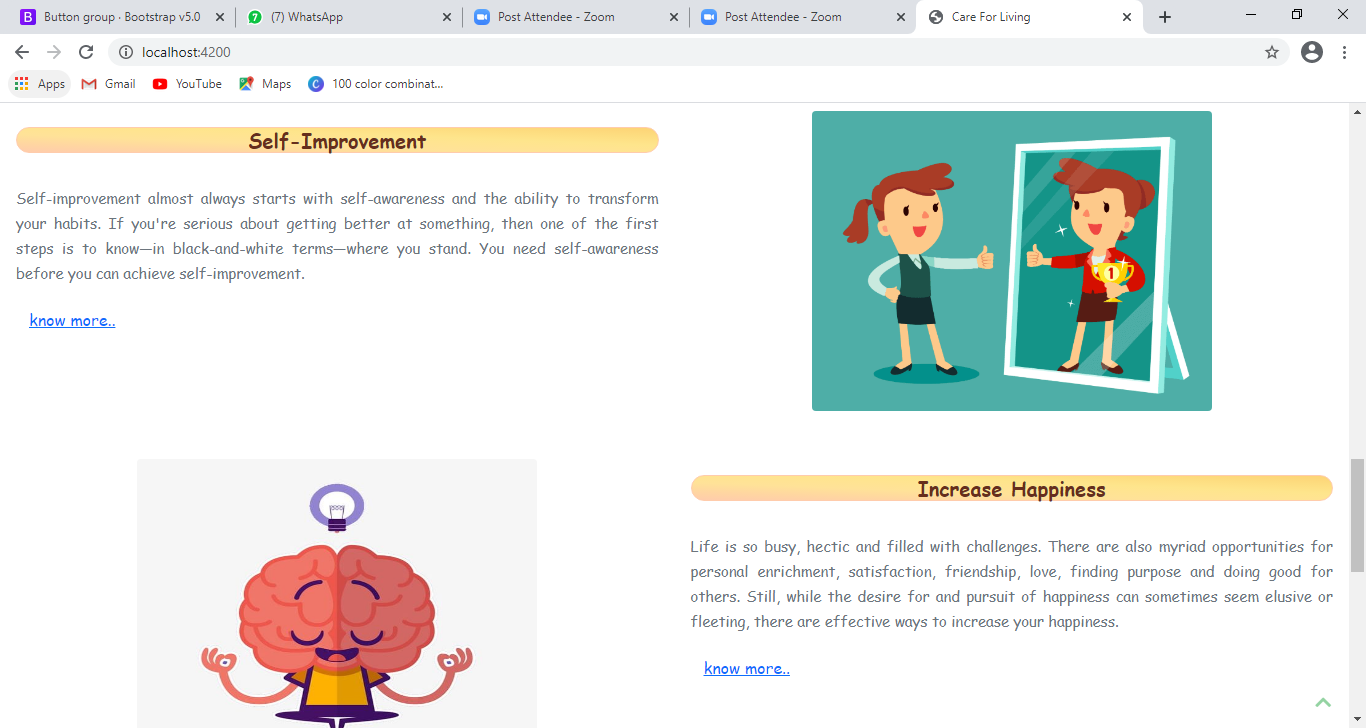 Button group · Bootstrap v5.0
(7) WhatsApp
Post Attendee - Zoom
Post Attendee - Zoom
Care For Living
localhost:4200
Apps
Gmail
YouTube
Maps
100 color combinat...
Self-Improvement
Self-improvement almost always starts with self-awareness and the ability to transform
your habits. If you're serious about getting better at something, then one of the first
steps is to know—in black-and-white terms—where you stand. You need self-awareness
before you can achieve self-improvement.
know more..
1
Increase Happiness
Life is so busy, hectic and filled with challenges. There are also myriad opportunities for
personal enrichment, satisfaction, friendship, love, finding purpose and doing good for
others. Still, while the desire for and pursuit of happiness can sometimes seem elusive or
fleeting, there are effective ways to increase your happiness.
know more..